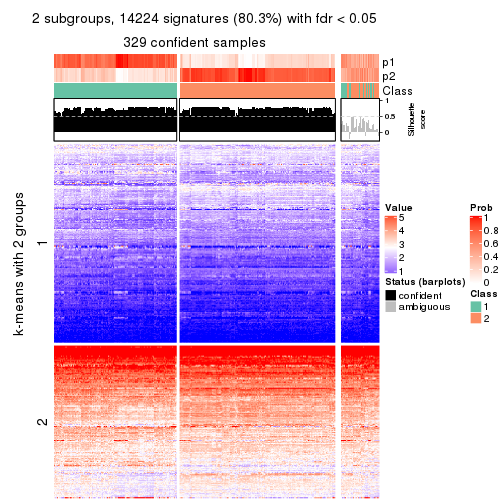 2 subgroups, 14224 signatures (80.3%) with fdr < 0.05
329 confident samples
p1
p2
Class
1
0.5
0
Silhouette
score
k-means with 2 groups
1
2
Value
5
4
3
2
1
Prob
1
0.8
0.6
0.4
0.2
0
Status (barplots)
confident
ambiguous
Class
1
2